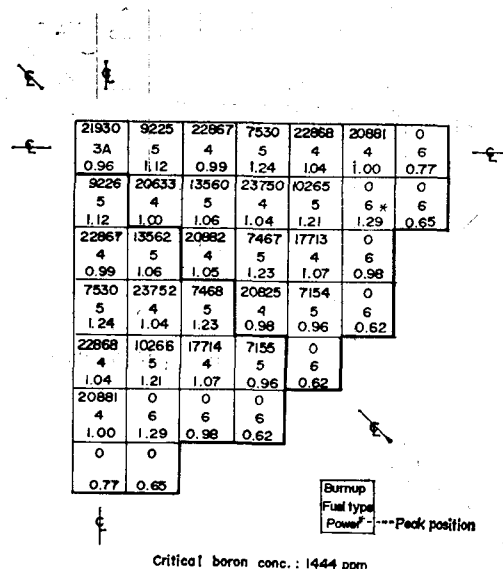 21930 9225 22867 7530 22868 20881 0
3A 5 4 5 4 4 6
0.96 1.12 0.99 1.24 1.04 1.00 0.77
9226 20633 13560 23750 10265 0 0
5 4 5 4 5 6 * 6
1.12 1.00 1.06 1.04 1.21 1.29 0.65
22867 13562 20882 7467 17713 0
4 5 4 5 4 6
0.99 1.06 1.05 1.23 1.07 0.98
7530 23752 7468 20825 7154 0
5 4 5 4 5 6
1.24 1.04 1.23 0.98 0.96 0.62
22868 10266 17714 7155 0
4 5 4 5 6
1.04 1.21 1.07 0.96 0.62
20881 0 0 0
4 6 6 6
1.00 1.29 0.98 0.62
0 0
0.77 0.65
Burnup
Fuel type
Power* ---- Peak position
Critical boron conc. : 1444 ppm